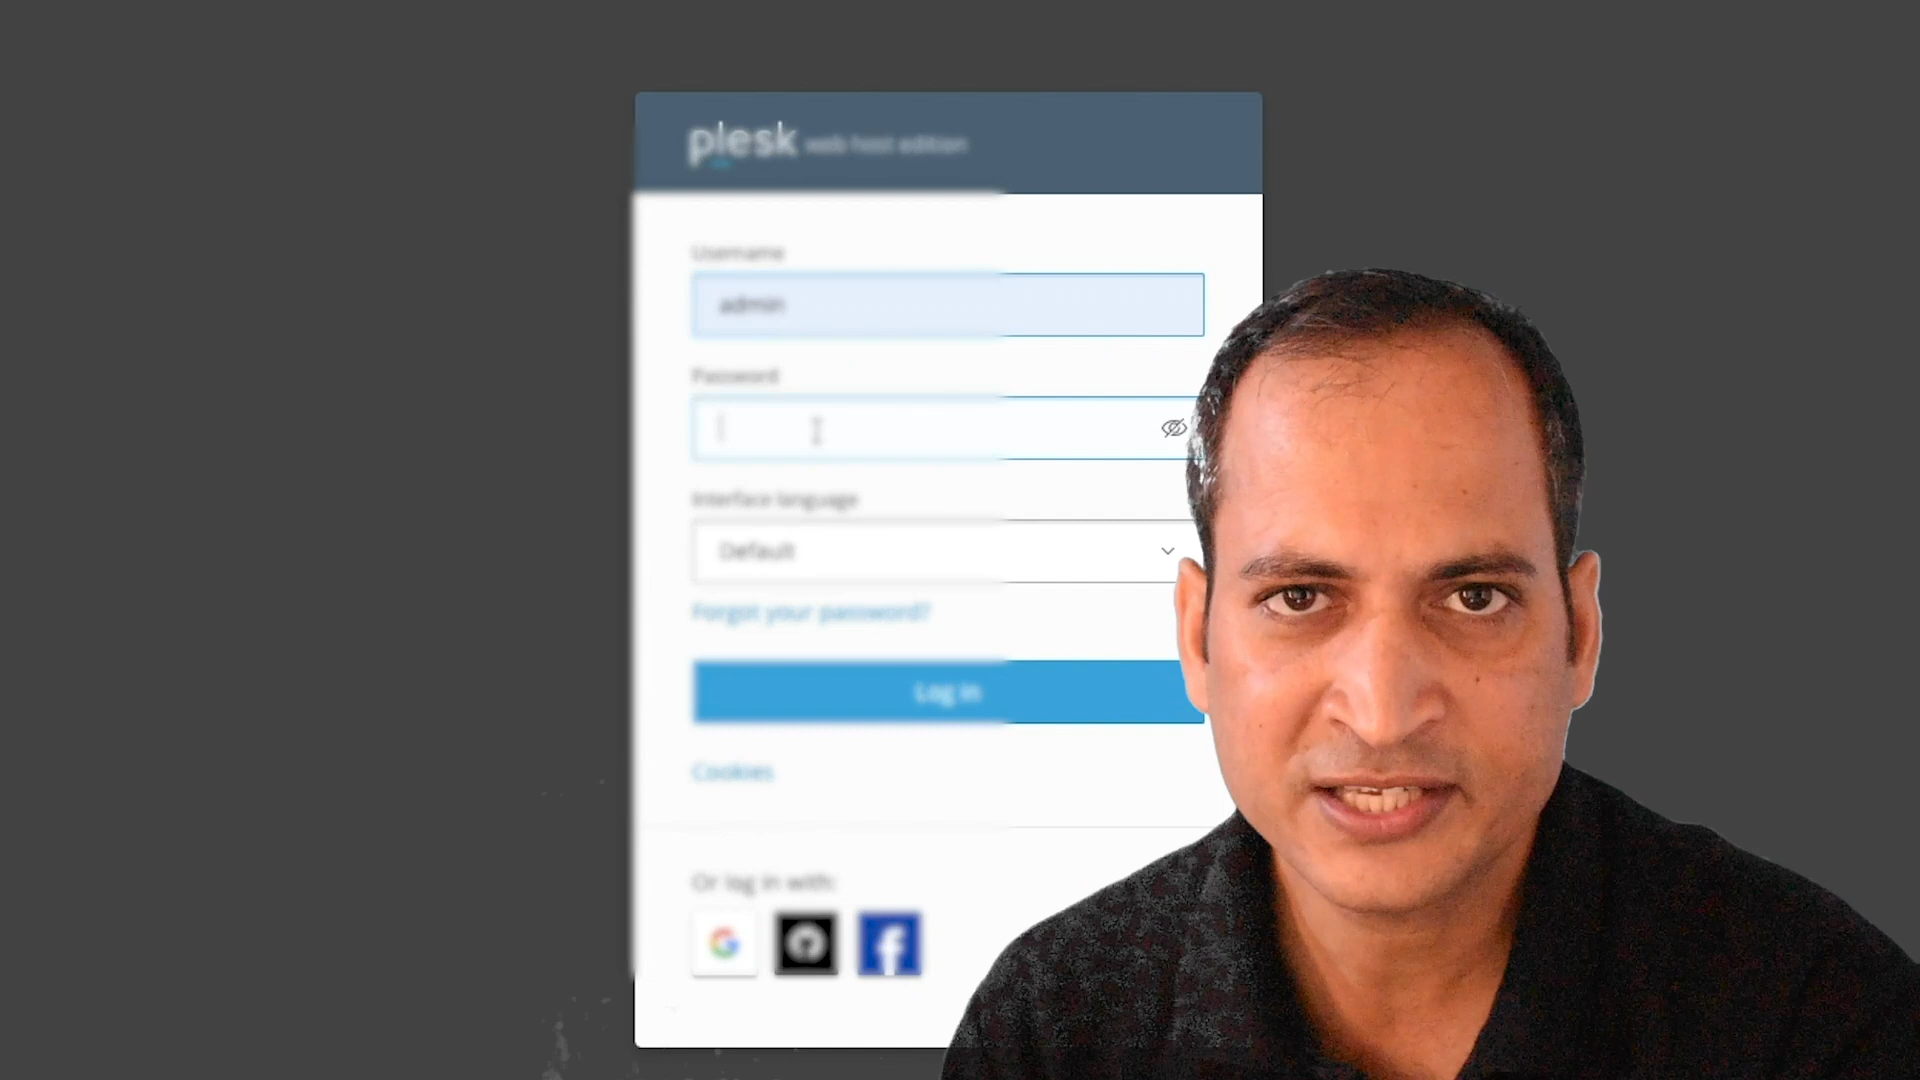 plesk web host edition
Username
admin
Password
Interface language
Default
Forgot your password?
Log in
Cookies
Or log in with: